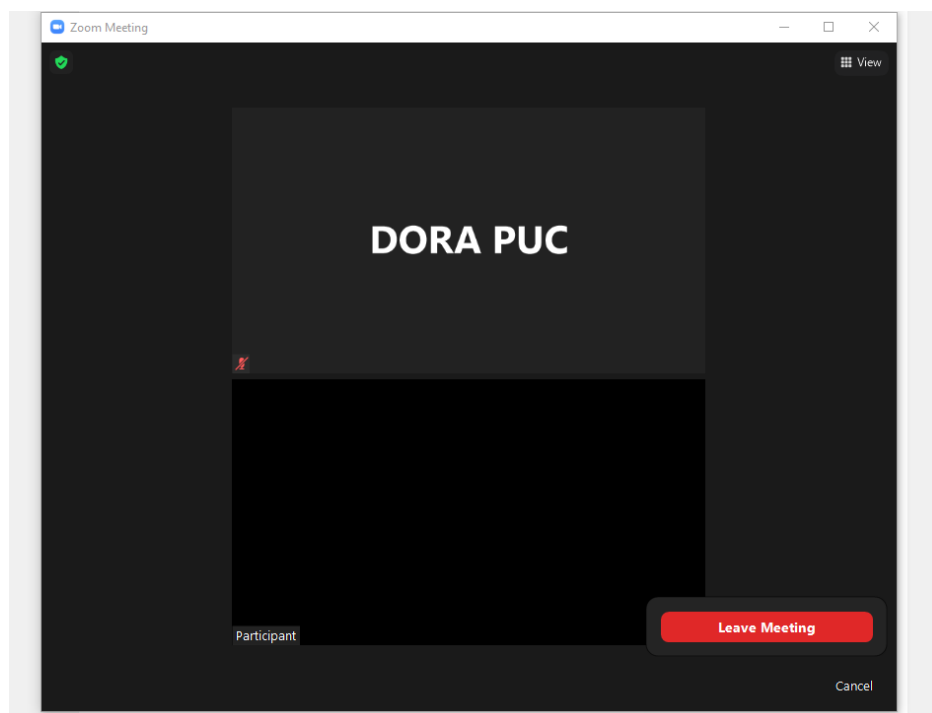 Zoom Meeting
View
DORA PUC
Participant
Leave Meeting
Cancel